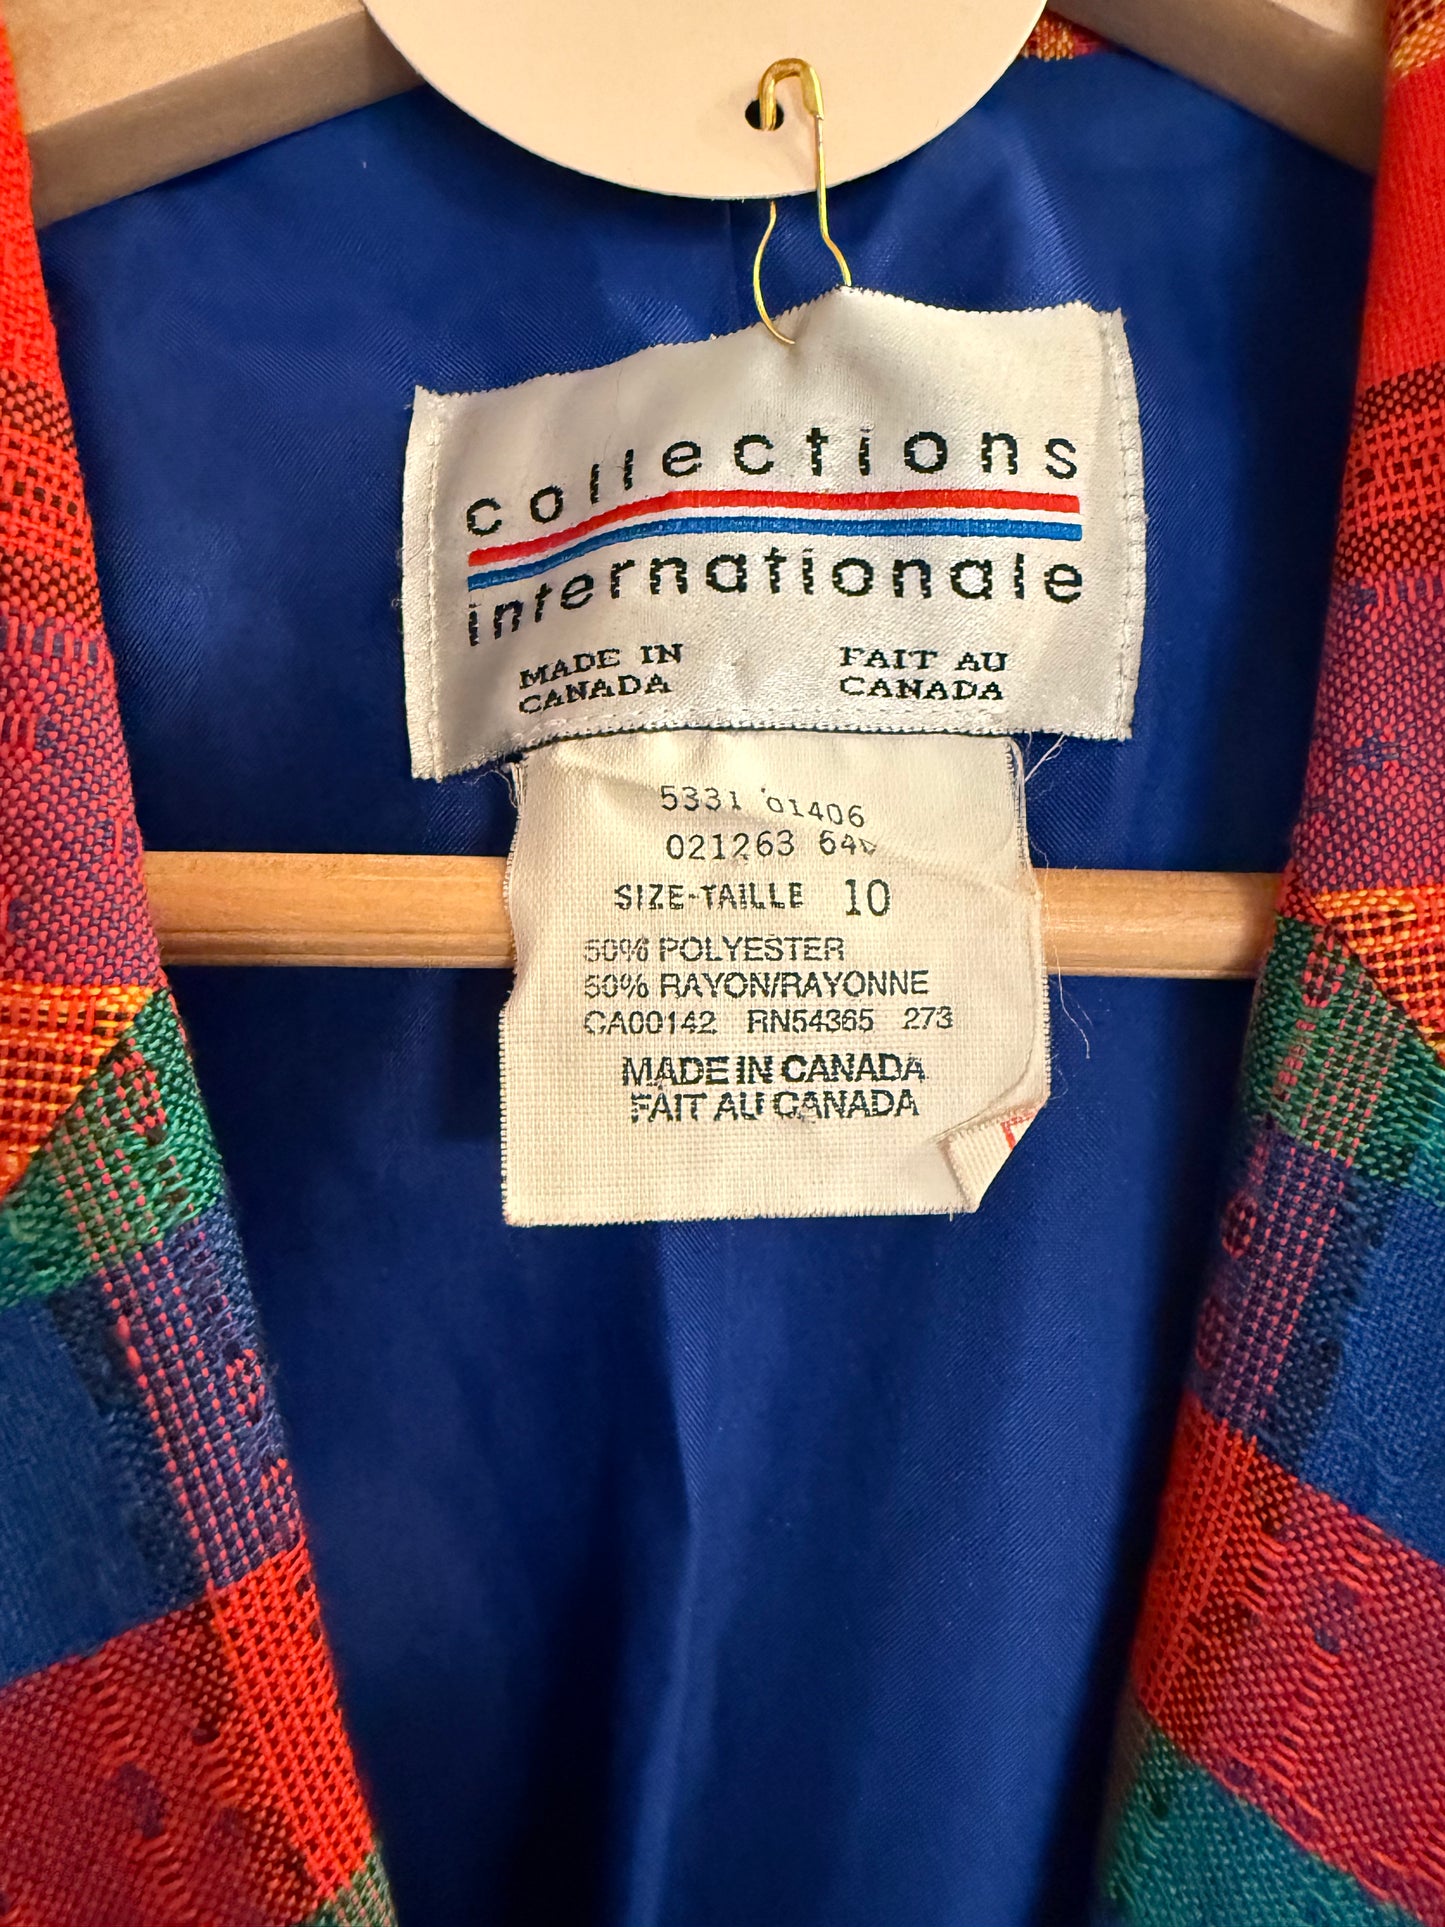 collections
internationale
MADE IN FAIT AU
CANADA CANADA
5331 01406
021263
SIZE-TAILLE 10
50% POLYESTER
50% RAYON/RAYONNE
CA00142 RN54365 273
MADE IN CANADA
FAIT AU CANADA